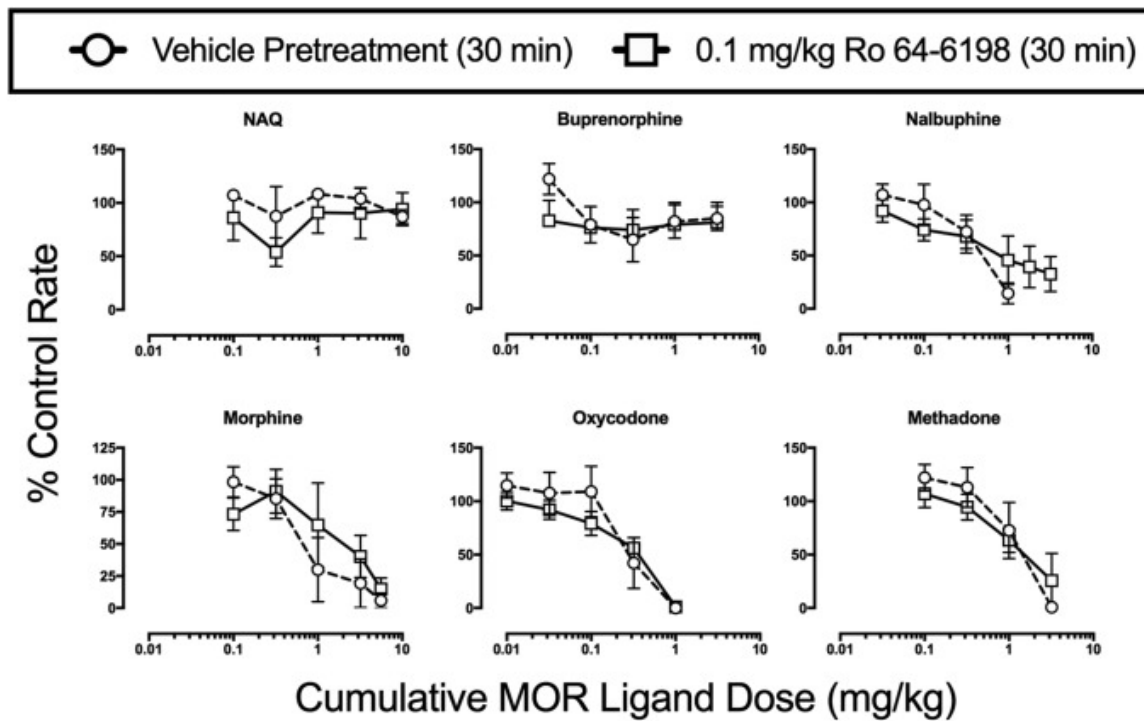 Vehicle Pretreatment (30 min) 0.1 mg/kg Ro 64-6198 (30 min)
% Control Rate
NAQ
150
100
50
0
0.01 0.1 1 10
Buprenorphine
150
100
50
0
0.01 0.1 1 10
Nalbuphine
150
100
50
0
0.01 0.1 1 10
Morphine
125
100
75
50
25
0
0.01 0.1 1 10
Oxycodone
150
100
50
0
0.01 0.1 1 10
Methadone
150
100
50
0
0.01 0.1 1 10
Cumulative MOR Ligand Dose (mg/kg)